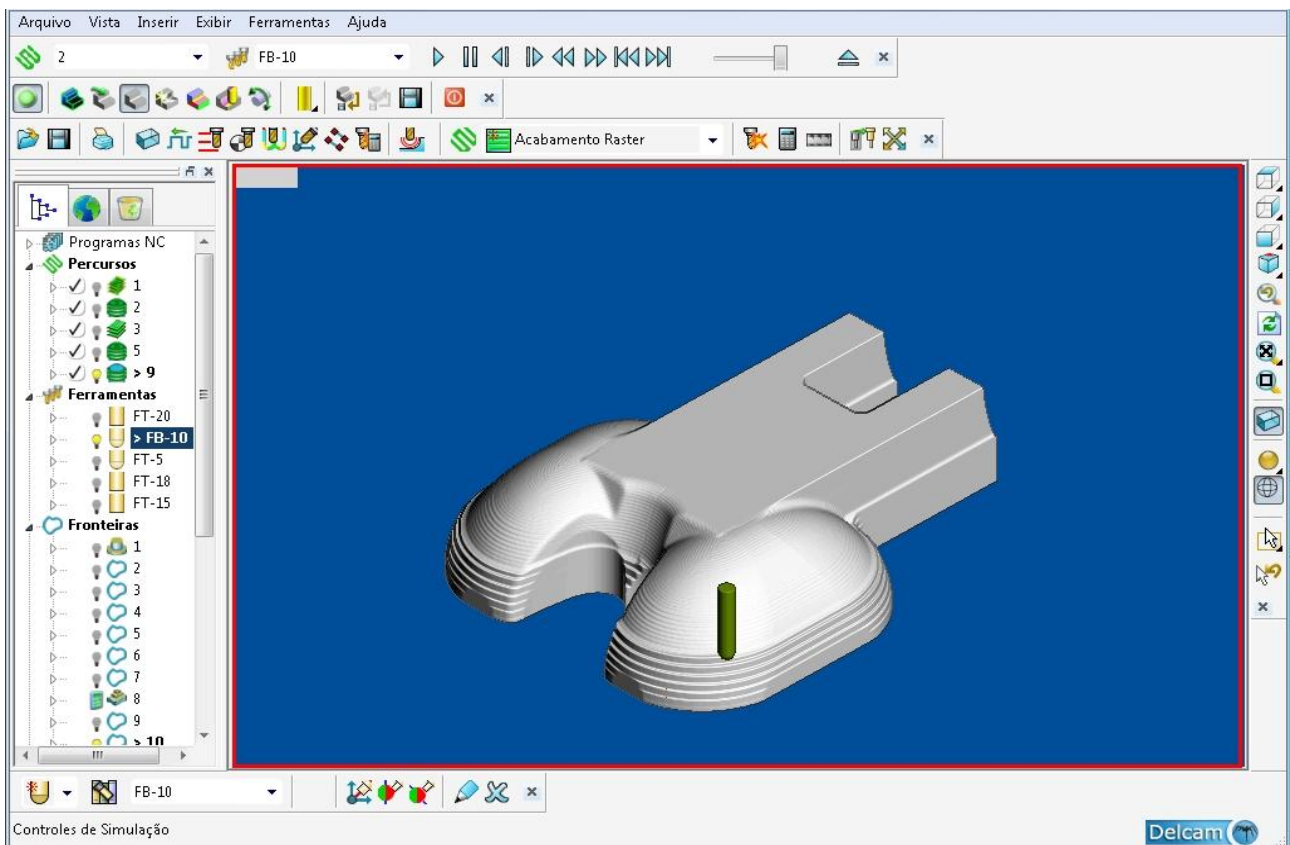 Arquivo Vista Inserir Exibir Ferramentas Ajuda
2 FB-10
Acabamento Raster
Programas NC
Percursos
1
2
3
5
> 9
Ferramentas
FT-20
> FB-10
FT-5
FT-18
FT-15
Fronteiras
1
2
3
4
5
6
7
8
9
> 10
FB-10
Controles de Simulação
Delcam